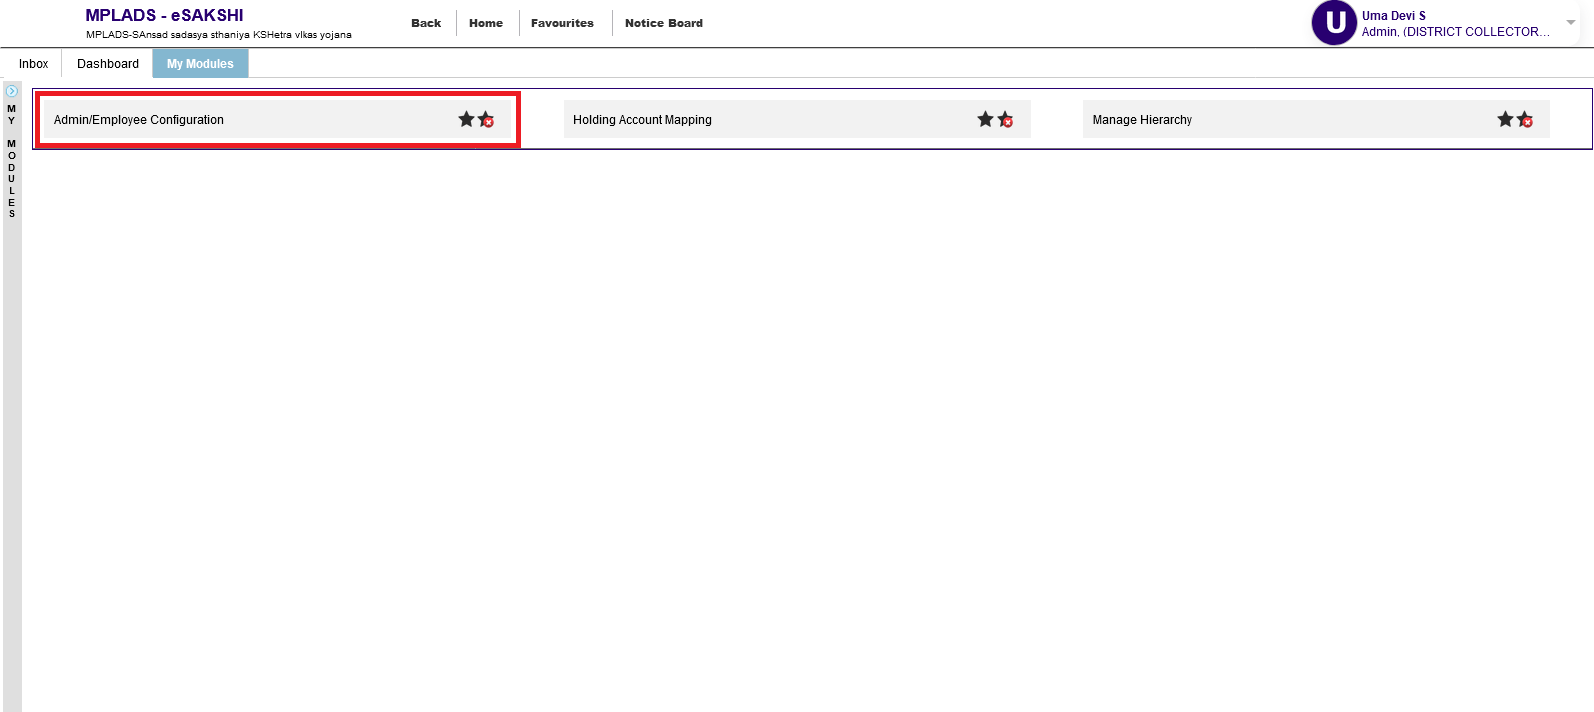 MPLADS - eSAKSHI
MPLADS-SAnsad sadasya sthaniya KSHetra vIkas yojana
Back
Home
Favourites
Notice Board
U
Uma Devi S
Admin, (DISTRICT COLLECTOR...
Inbox
Dashboard
My Modules
MY MODULES
Admin/Employee Configuration
Holding Account Mapping
Manage Hierarchy